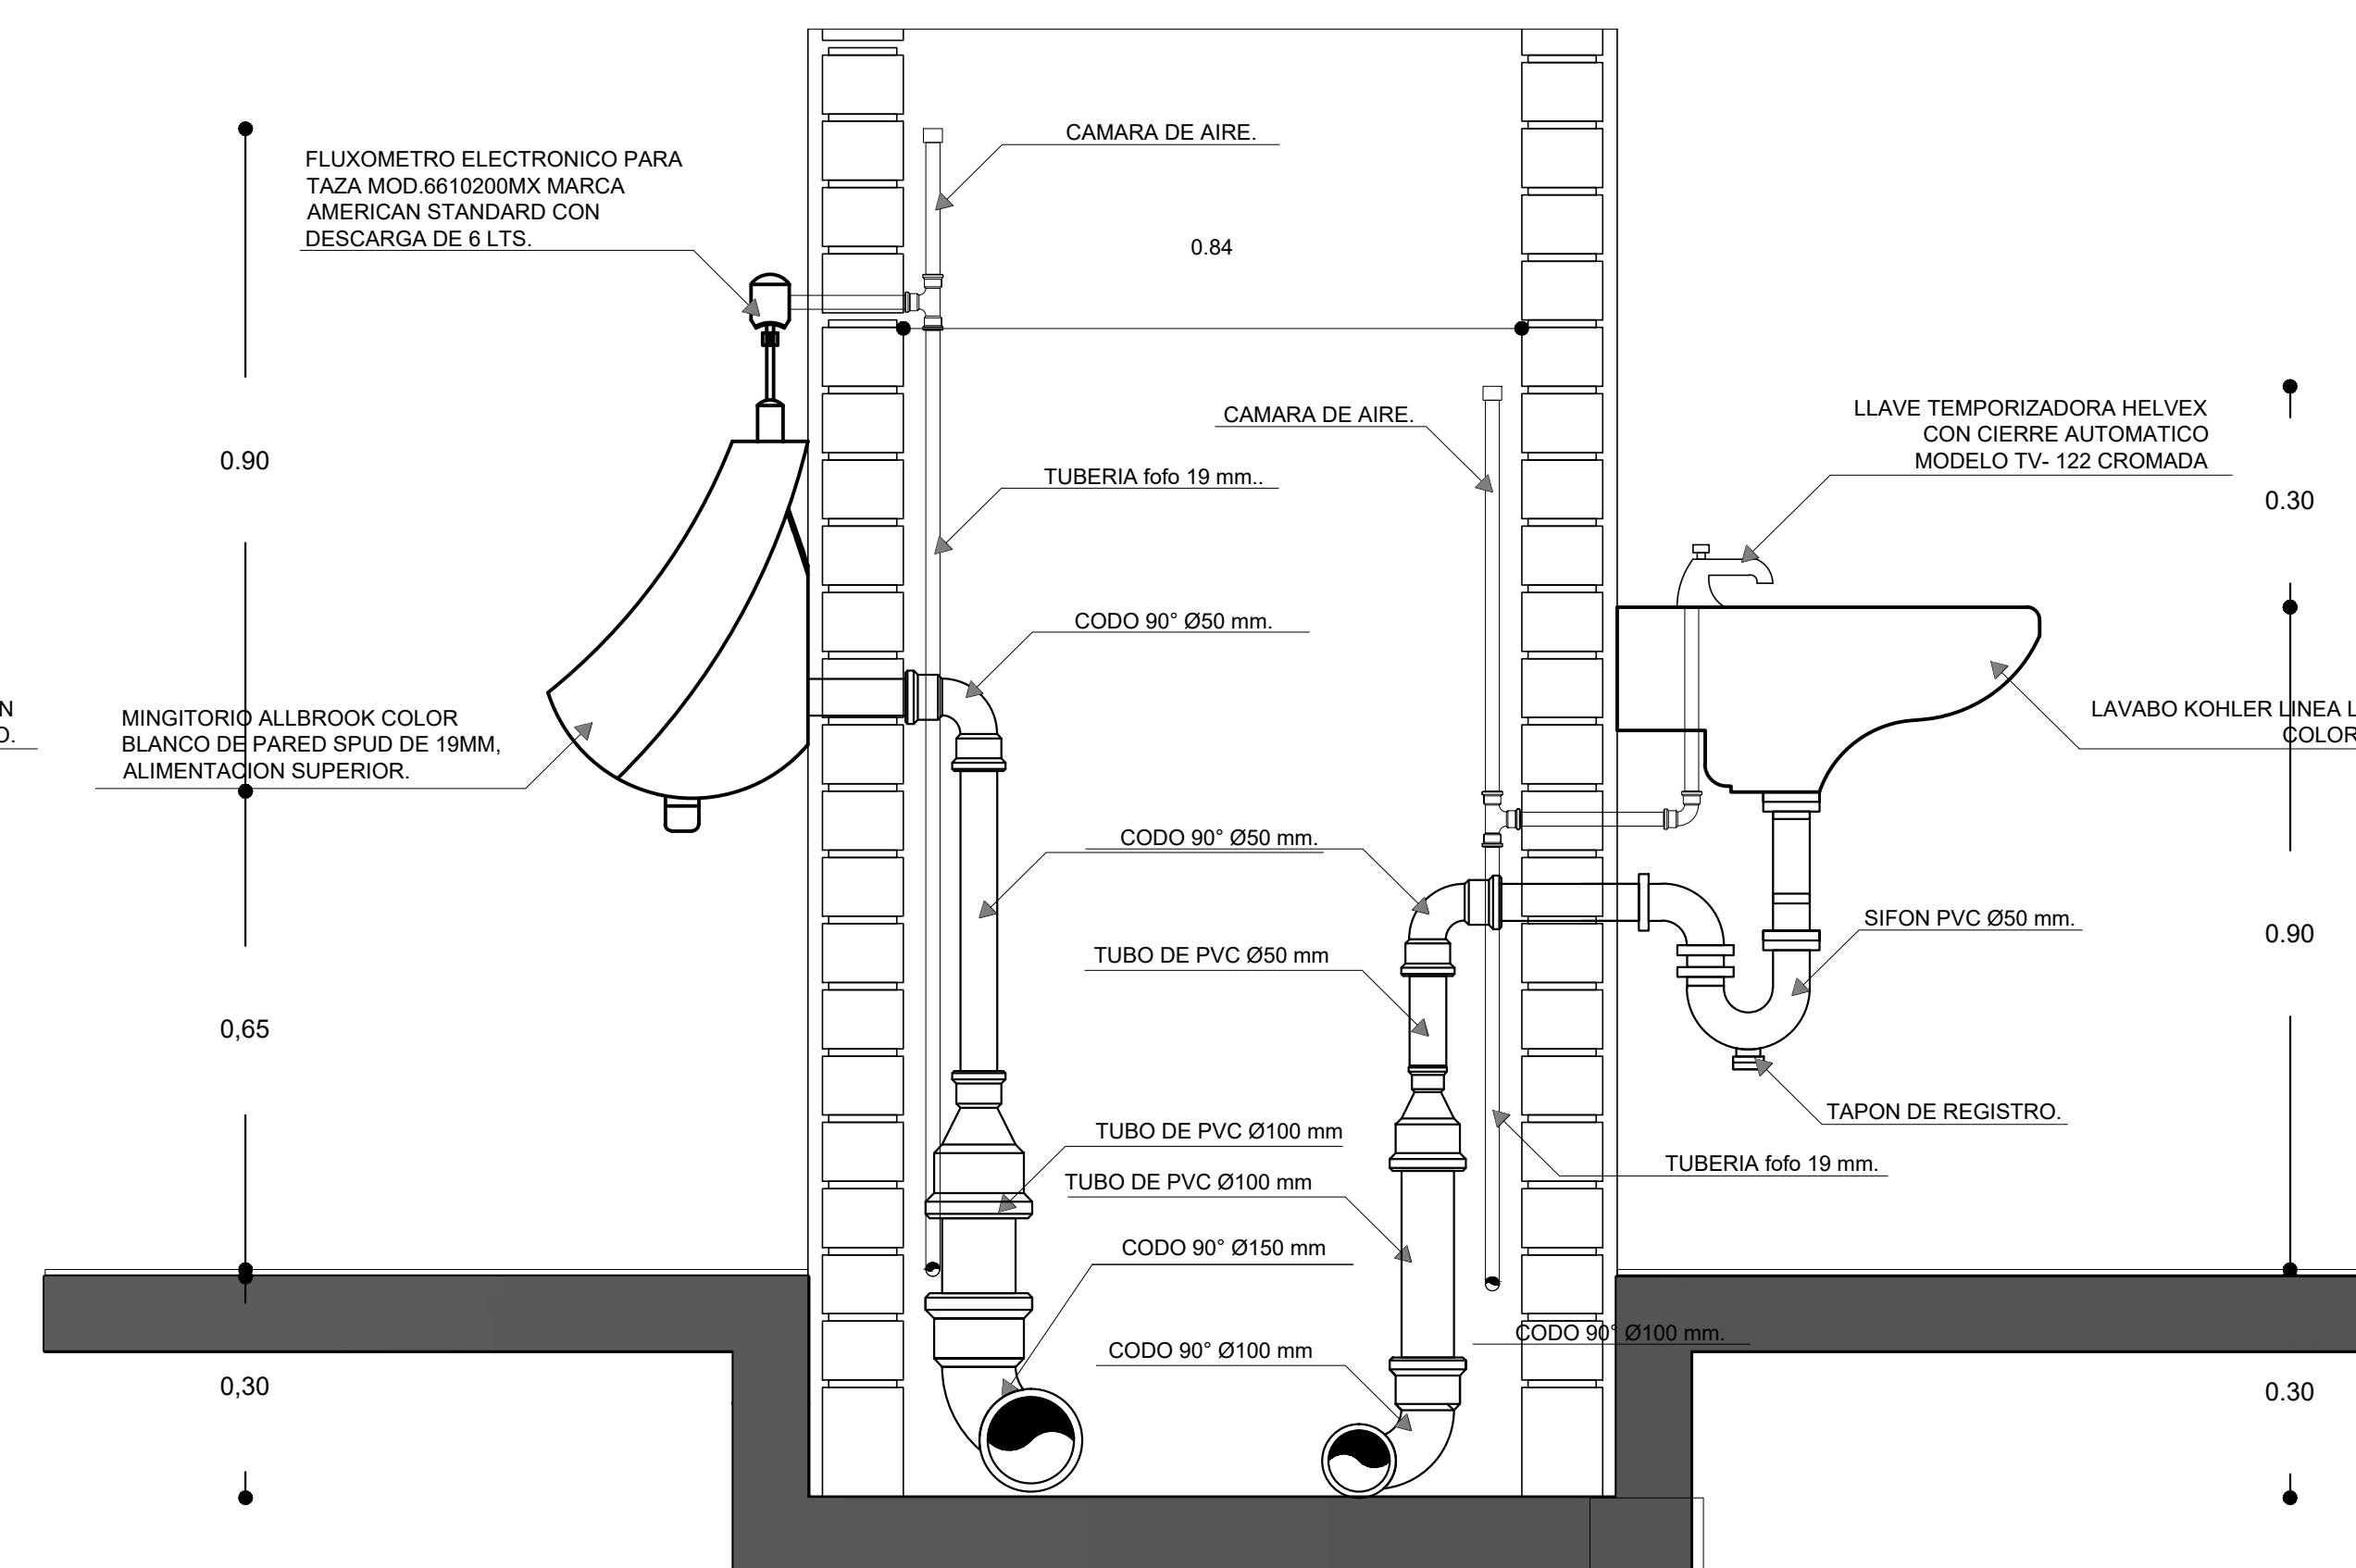 CAMARA DE AIRE.
FLUXOMETRO ELECTRONICO PARA
TAZA MOD.6610200MX MARCA
AMERICAN STANDARD CON
DESCARGA DE 6 LTS.
0.84
0.90
CAMARA DE AIRE.
LLAVE TEMPORIZADORA HELVEX
CON CIERRE AUTOMATICO
MODELO TV- 122 CROMADA
TUBERIA fofo 19 mm..
0.30
CODO 90° Ø50 mm.
N
O.
MINGITORIO ALLBROOK COLOR
BLANCO DE PARED SPUD DE 19MM,
ALIMENTACION SUPERIOR.
LAVABO KOHLER LINEA L
COLOR
CODO 90° Ø50 mm.
SIFON PVC Ø50 mm.
0.90
TUBO DE PVC Ø50 mm
0,65
TAPON DE REGISTRO.
TUBO DE PVC Ø100 mm
TUBERIA fofo 19 mm.
TUBO DE PVC Ø100 mm
CODO 90° Ø150 mm
CODO 90° Ø100 mm.
CODO 90° Ø100 mm
0,30
0.30